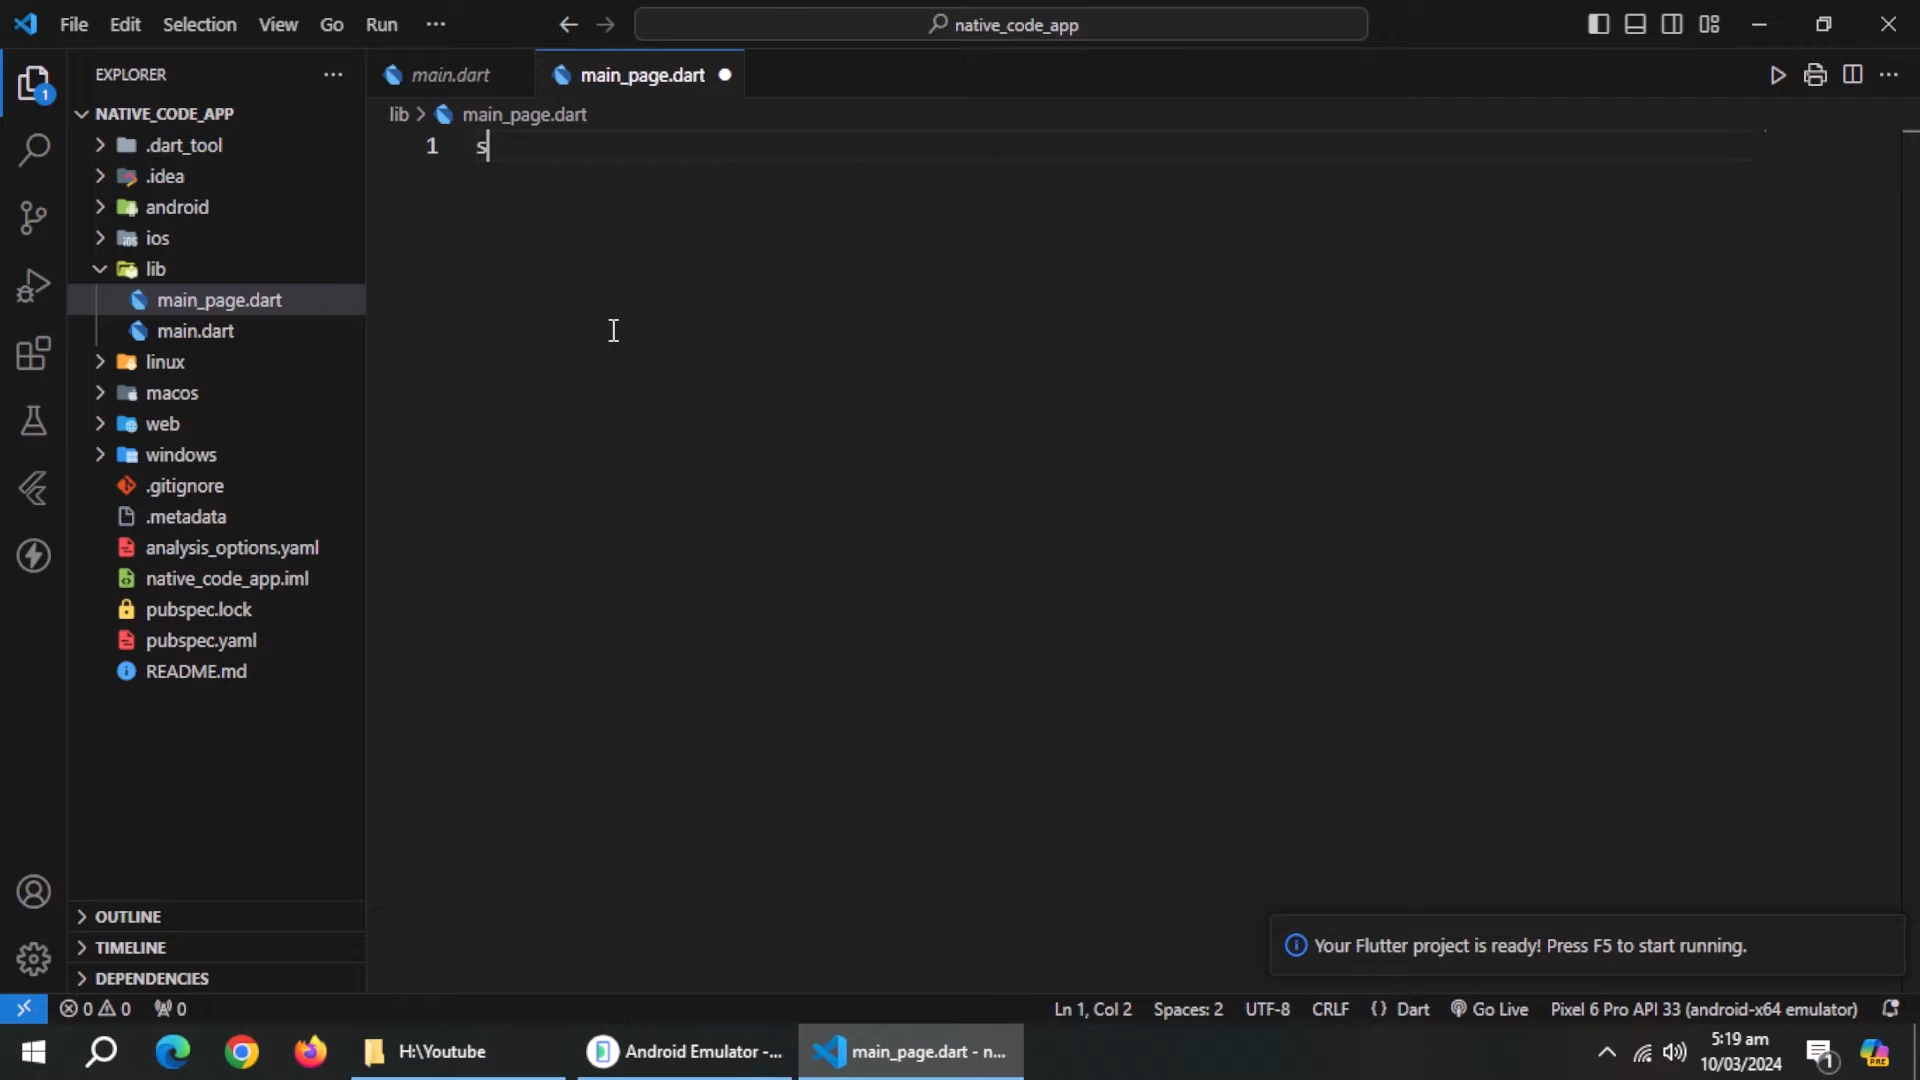 File Edit Selection View Go Run ···
native_code_app
EXPLORER ···
main.dart
main_page.dart
NATIVE_CODE_APP
lib > main_page.dart
.dart_tool
1 s
.idea
android
ios
lib
main_page.dart
main.dart
linux
macos
web
windows
.gitignore
.metadata
analysis_options.yaml
native_code_app.iml
pubspec.lock
pubspec.yaml
README.md
OUTLINE
TIMELINE
DEPENDENCIES
Your Flutter project is ready! Press F5 to start running.
0 0 0 Ln 1, Col 2 Spaces: 2 UTF-8 CRLF {} Dart Go Live Pixel 6 Pro API 33 (android-x64 emulator)
H:\Youtube
Android Emulator -...
main_page.dart - n...
5:19 am
10/03/2024
1
PRE